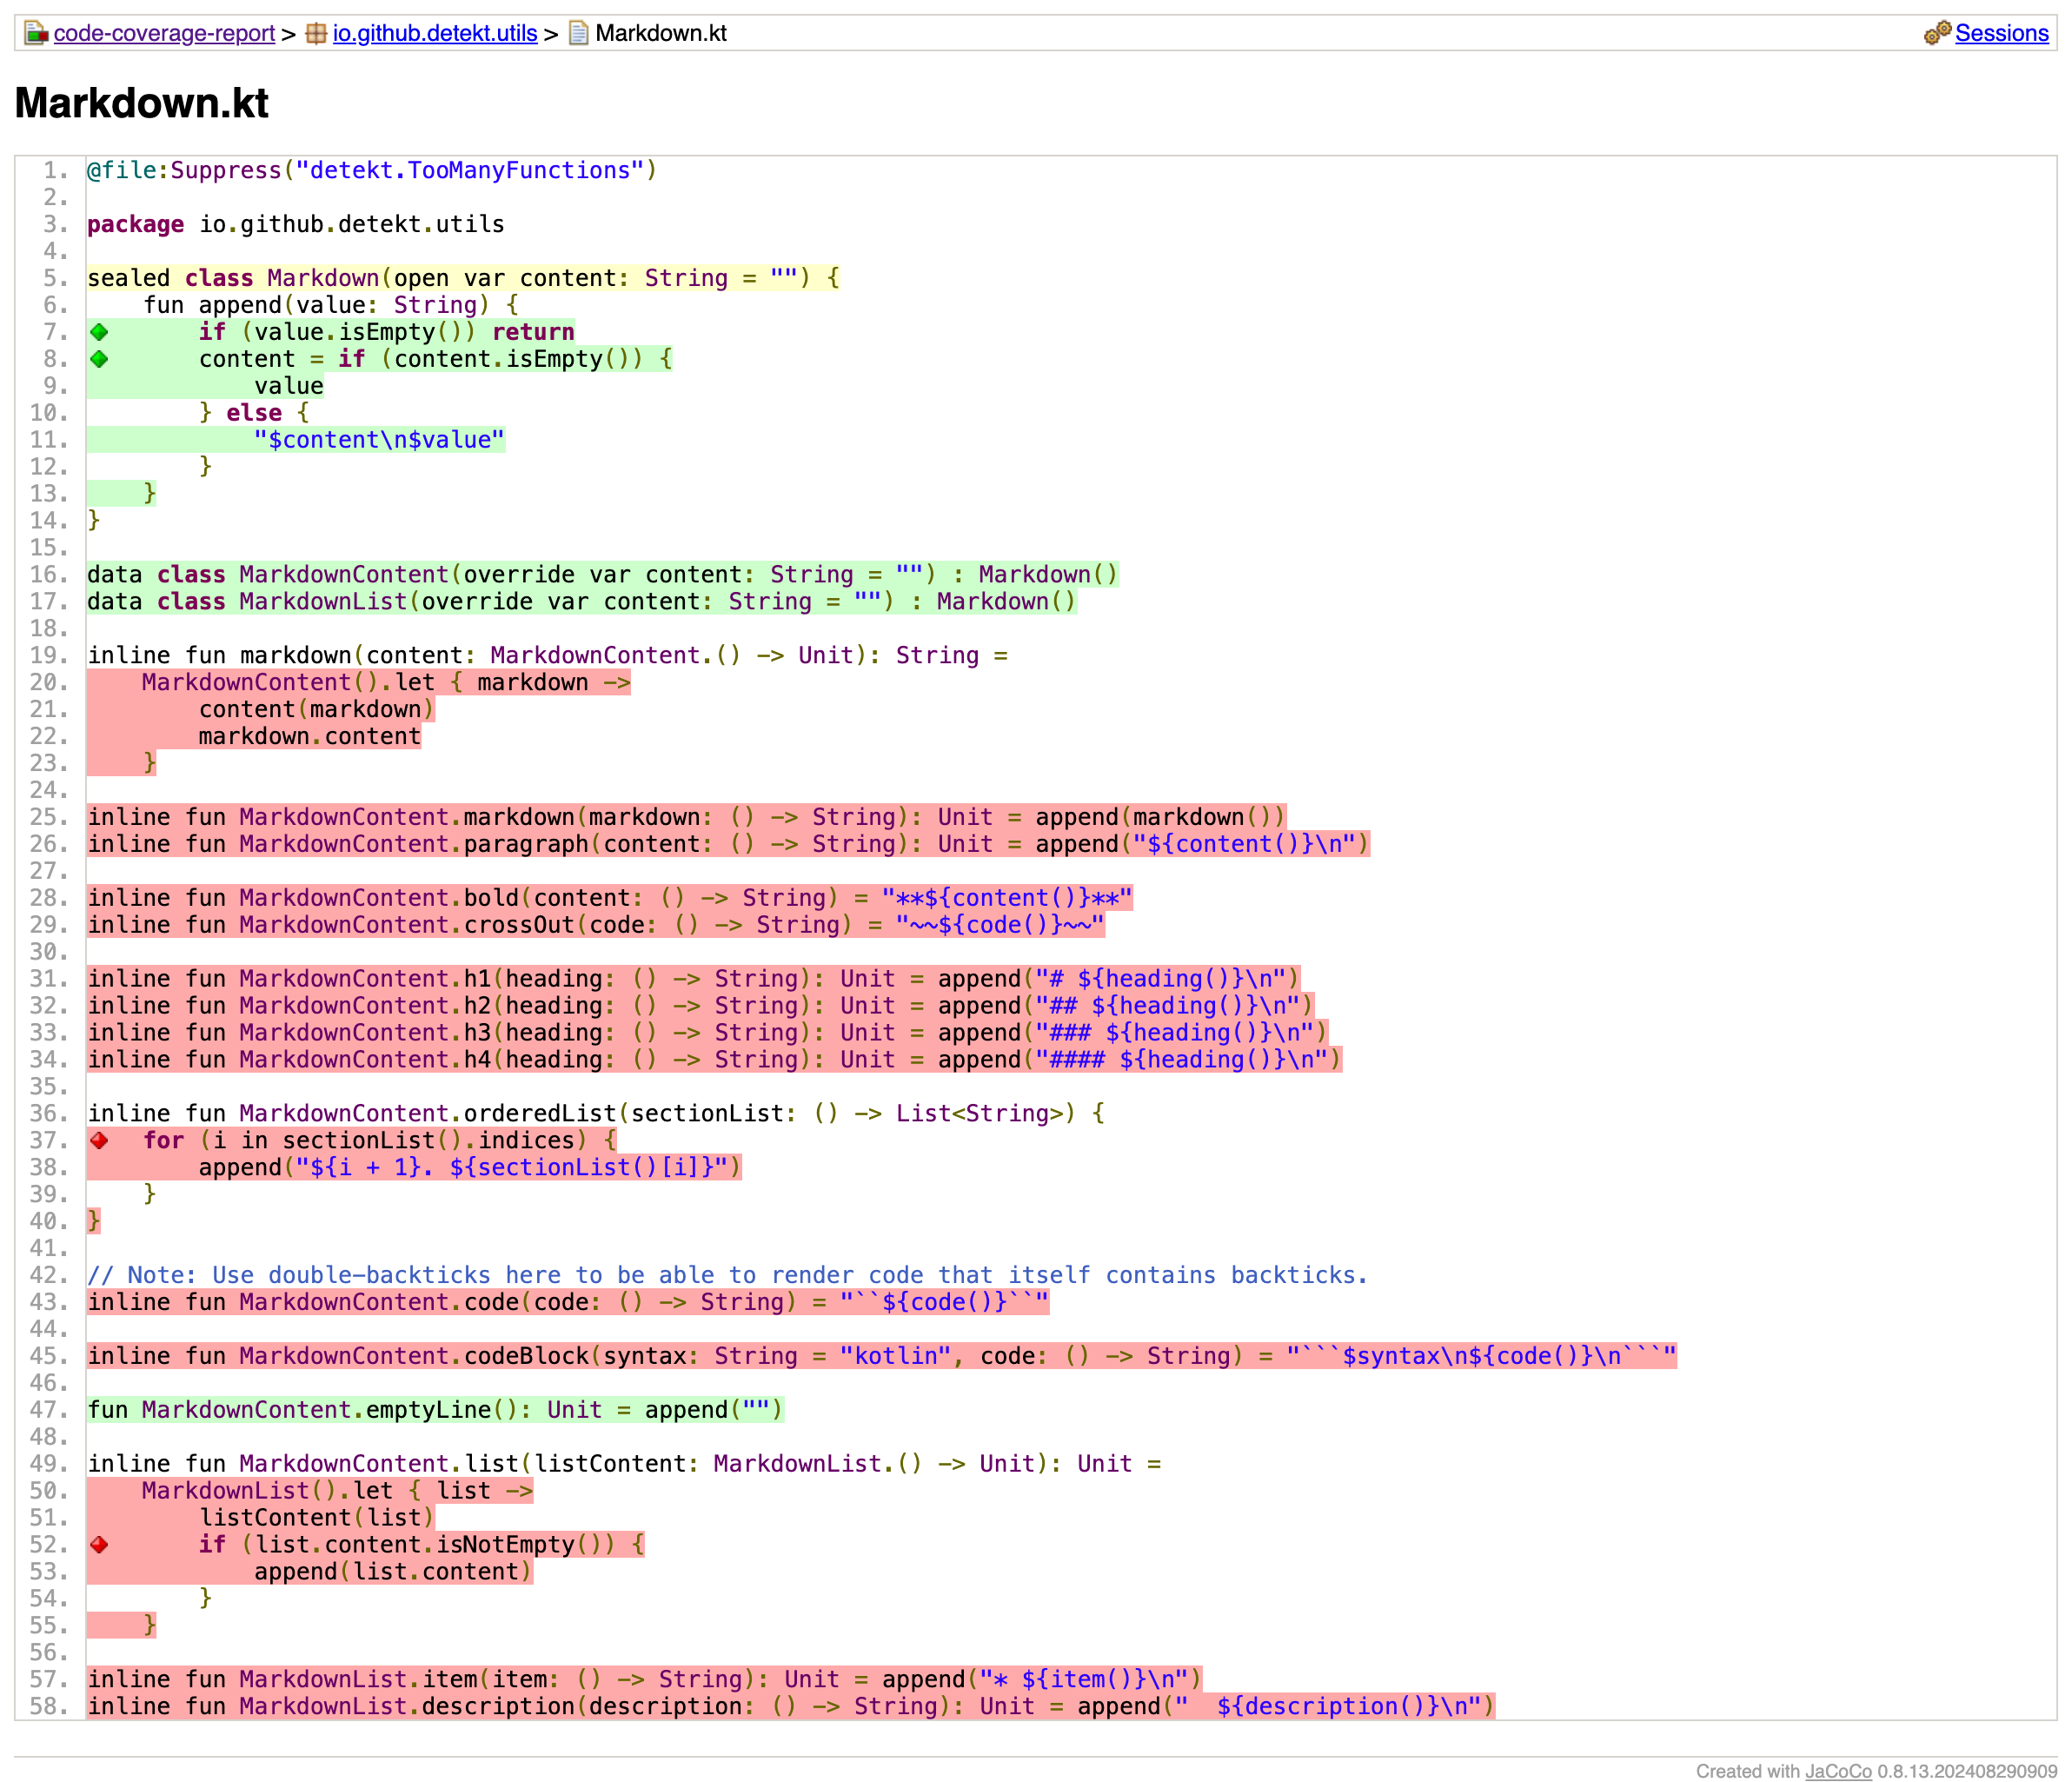 code-coverage-report > io.github.detekt.utils > Markdown.kt Sessions
Markdown.kt
1. @file:Suppress("detekt.TooManyFunctions")
2.
3. package io.github.detekt.utils
4.
5. sealed class Markdown(open var content: String = "") {
6.     fun append(value: String) {
7.         if (value.isEmpty()) return
8.         content = if (content.isEmpty()) {
9.             value
10.         } else {
11.             "$content\n$value"
12.         }
13.     }
14. }
15.
16. data class MarkdownContent(override var content: String = "") : Markdown()
17. data class MarkdownList(override var content: String = "") : Markdown()
18.
19. inline fun markdown(content: MarkdownContent.() -> Unit): String =
20.     MarkdownContent().let { markdown ->
21.         content(markdown)
22.         markdown.content
23.     }
24.
25. inline fun MarkdownContent.markdown(markdown: () -> String): Unit = append(markdown())
26. inline fun MarkdownContent.paragraph(content: () -> String): Unit = append("${content()}\n")
27.
28. inline fun MarkdownContent.bold(content: () -> String) = "**${content()}**"
29. inline fun MarkdownContent.crossOut(code: () -> String) = "~~${code()}~~"
30.
31. inline fun MarkdownContent.h1(heading: () -> String): Unit = append("# ${heading()}\n")
32. inline fun MarkdownContent.h2(heading: () -> String): Unit = append("## ${heading()}\n")
33. inline fun MarkdownContent.h3(heading: () -> String): Unit = append("### ${heading()}\n")
34. inline fun MarkdownContent.h4(heading: () -> String): Unit = append("#### ${heading()}\n")
35.
36. inline fun MarkdownContent.orderedList(sectionList: () -> List<String>) {
37.     for (i in sectionList().indices) {
38.         append("${i + 1}. ${sectionList()[i]}")
39.     }
40. }
41.
42. // Note: Use double-backticks here to be able to render code that itself contains backticks.
43. inline fun MarkdownContent.code(code: () -> String) = "``${code()}``"
44.
45. inline fun MarkdownContent.codeBlock(syntax: String = "kotlin", code: () -> String) = "```$syntax\n${code()}\n```"
46.
47. fun MarkdownContent.emptyLine(): Unit = append("")
48.
49. inline fun MarkdownContent.list(listContent: MarkdownList.() -> Unit): Unit =
50.     MarkdownList().let { list ->
51.         listContent(list)
52.         if (list.content.isNotEmpty()) {
53.             append(list.content)
54.         }
55.     }
56.
57. inline fun MarkdownList.item(item: () -> String): Unit = append("* ${item()}\n")
58. inline fun MarkdownList.description(description: () -> String): Unit = append("  ${description()}\n")
Created with JaCoCo 0.8.13.202408290909